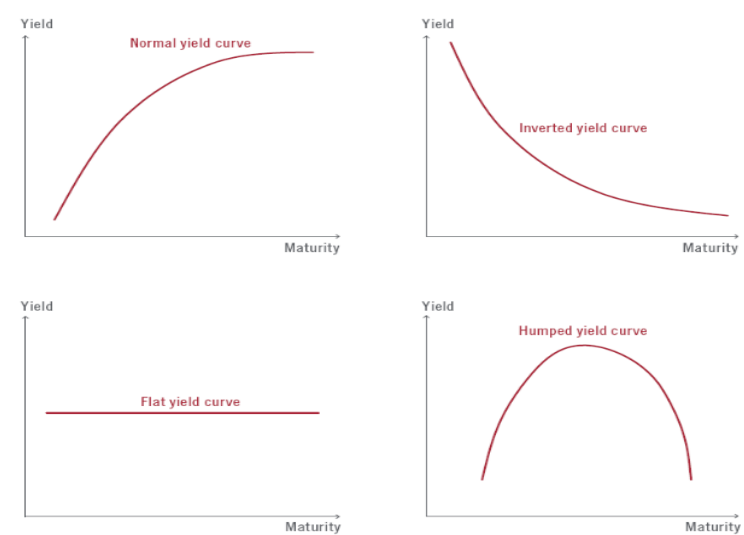 Yield
Normal yield curve
Maturity
Yield
Inverted yield curve
Maturity
Yield
Flat yield curve
Maturity
Yield
Humped yield curve
Maturity